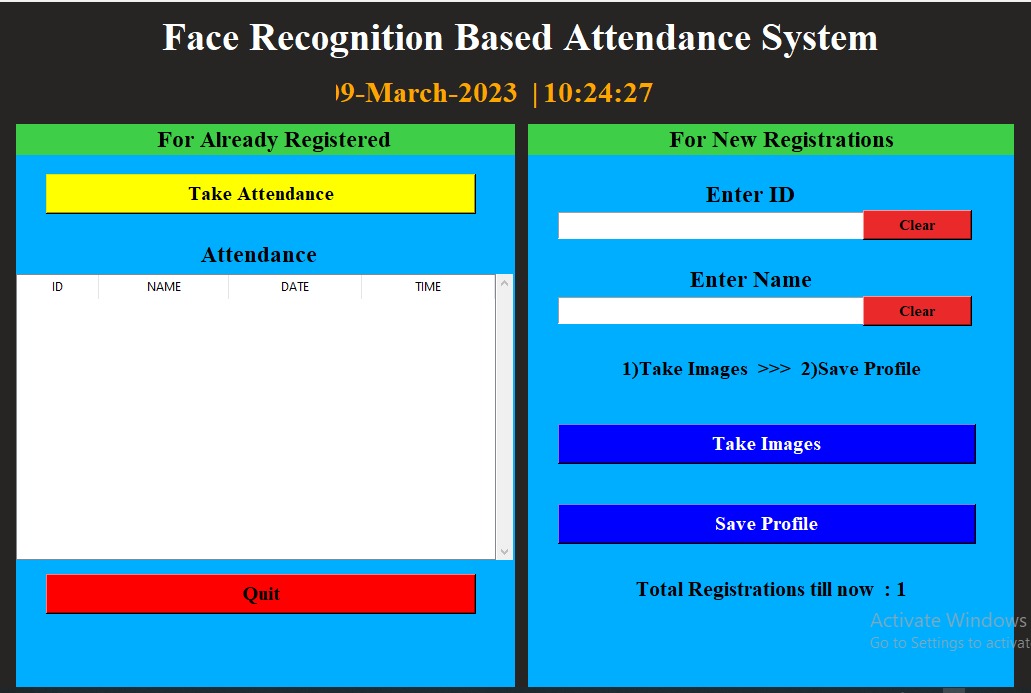 Face Recognition Based Attendance System
09-March-2023 | 10:24:27
For Already Registered
Take Attendance
Attendance
ID NAME DATE TIME
Quit
For New Registrations
Enter ID
Clear
Enter Name
Clear
1)Take Images >>> 2)Save Profile
Take Images
Save Profile
Total Registrations till now : 1
Activate Windows
Go to Settings to activat